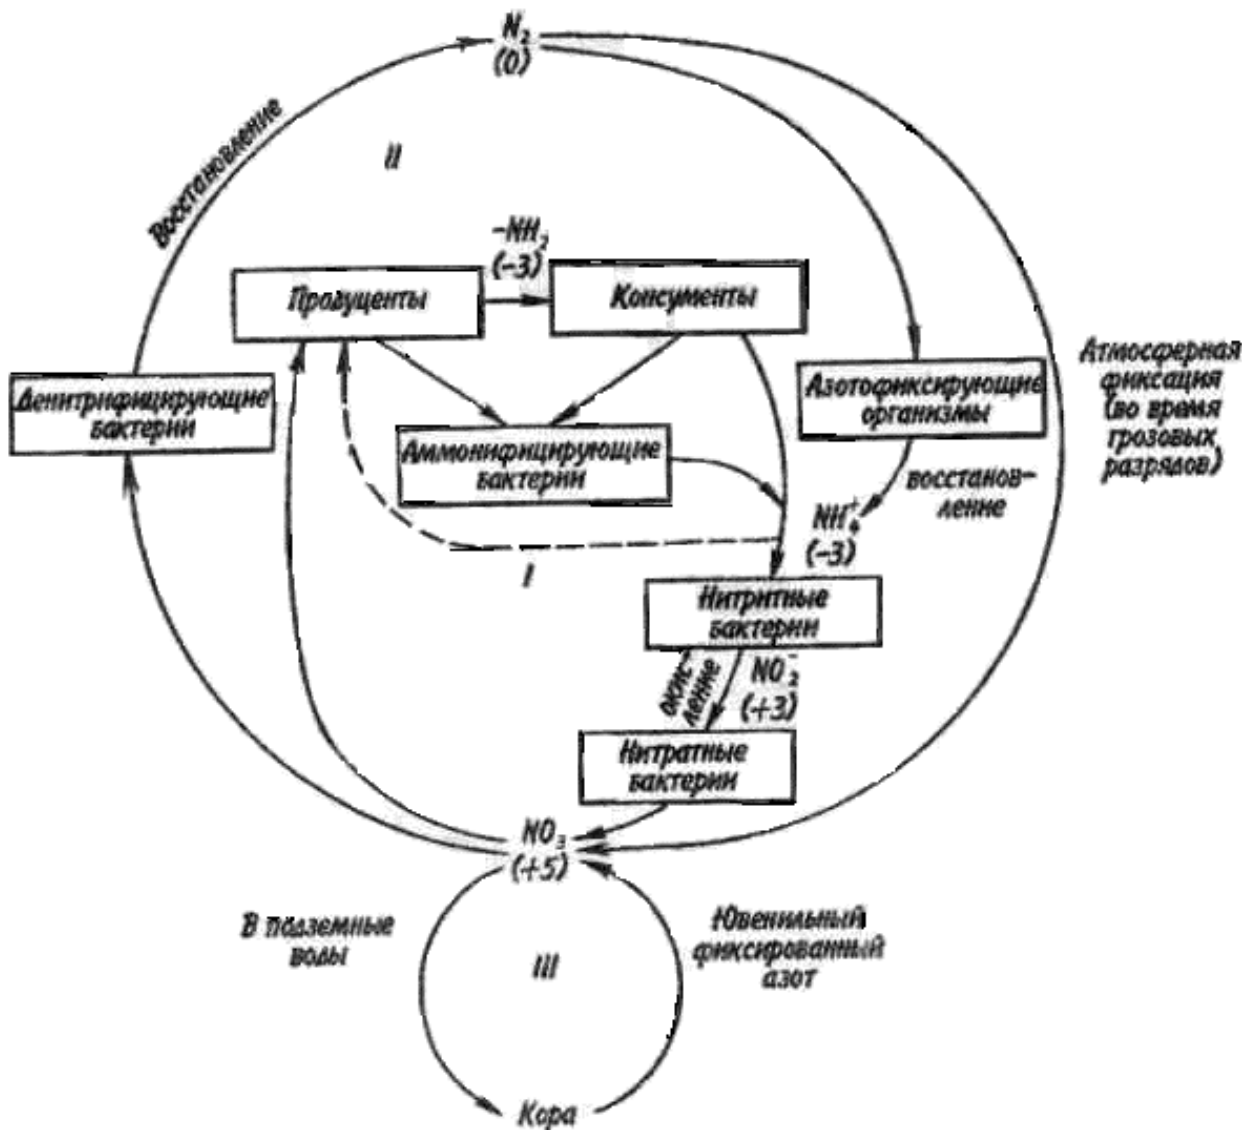 N₂
(0)
Восстановление
II
-NH₂
(-3)
Продуценты
Консументы
Денитрифицирующие
бактерии
Азотофиксирующие
организмы
Атмосферная
фиксация
(во время
грозовых
разрядов)
Аммонифицирующие
бактерии
восстанов-
ление
NH₄⁺
(-3)
I
Нитритные
бактерии
окис-
ление
NO₂⁻
(+3)
Нитратные
бактерии
NO₃
(+5)
В подземные
воды
III
Ювенильный
фиксированный
азот
Кора